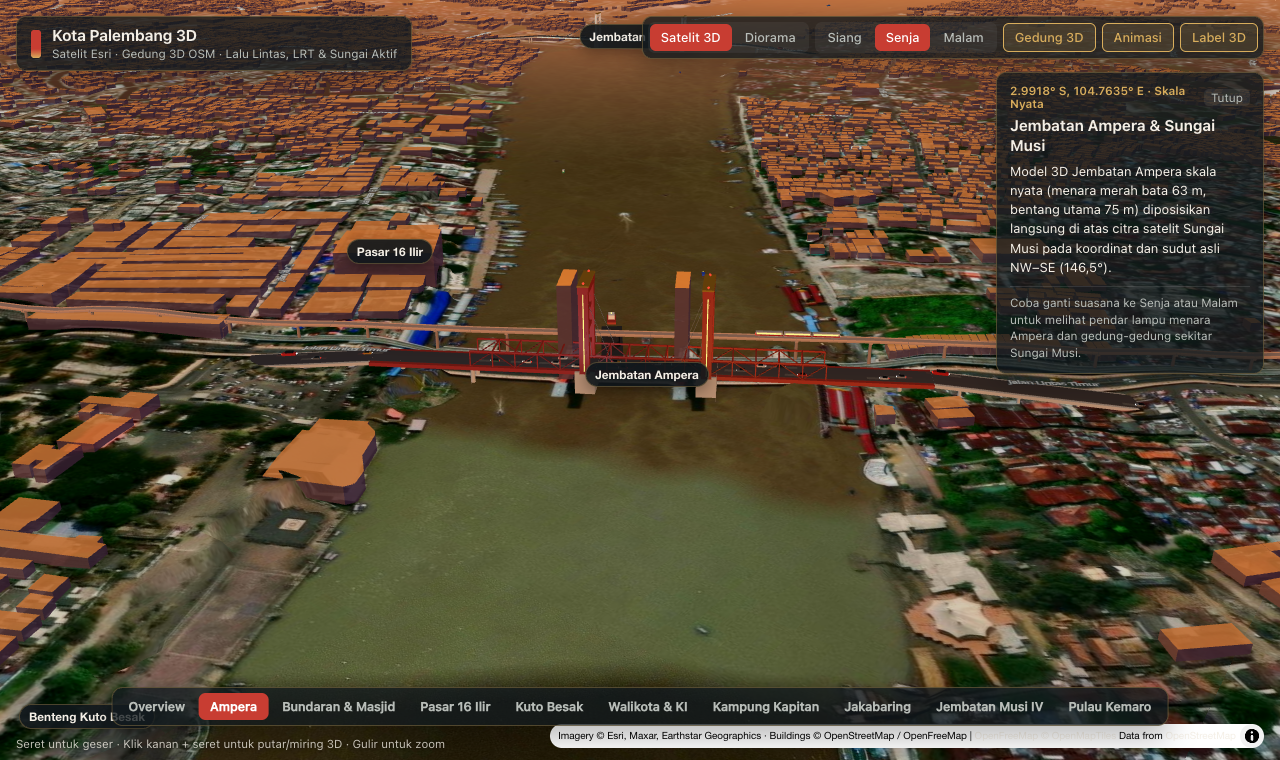 Kota Palembang 3D
Satelit Esri · Gedung 3D OSM · Lalu Lintas, LRT & Sungai Aktif
Jembatan
Satelit 3D
Diorama
Siang
Senja
Malam
Gedung 3D
Animasi
Label 3D
2.9918° S, 104.7635° E · Skala
Nyata
Tutup
Jembatan Ampera & Sungai
Musi
Model 3D Jembatan Ampera skala
nyata (menara merah bata 63 m,
bentang utama 75 m) diposisikan
langsung di atas citra satelit Sungai
Musi pada koordinat dan sudut asli
NW–SE (146,5°).
Coba ganti suasana ke Senja atau Malam
untuk melihat pendar lampu menara
Ampera dan gedung-gedung sekitar
Sungai Musi.
Pasar 16 Ilir
Jembatan Ampera
Jalan Lintas Timur
Benteng Kuto Besak
Overview
Ampera
Bundaran & Masjid
Pasar 16 Ilir
Kuto Besak
Walikota & KI
Kampung Kapitan
Jakabaring
Jembatan Musi IV
Pulau Kemaro
Seret untuk geser · Klik kanan + seret untuk putar/miring 3D · Gulir untuk zoom
Imagery © Esri, Maxar, Earthstar Geographics · Buildings © OpenStreetMap / OpenFreeMap | OpenFreeMap © OpenMapTiles Data from OpenStreetMap